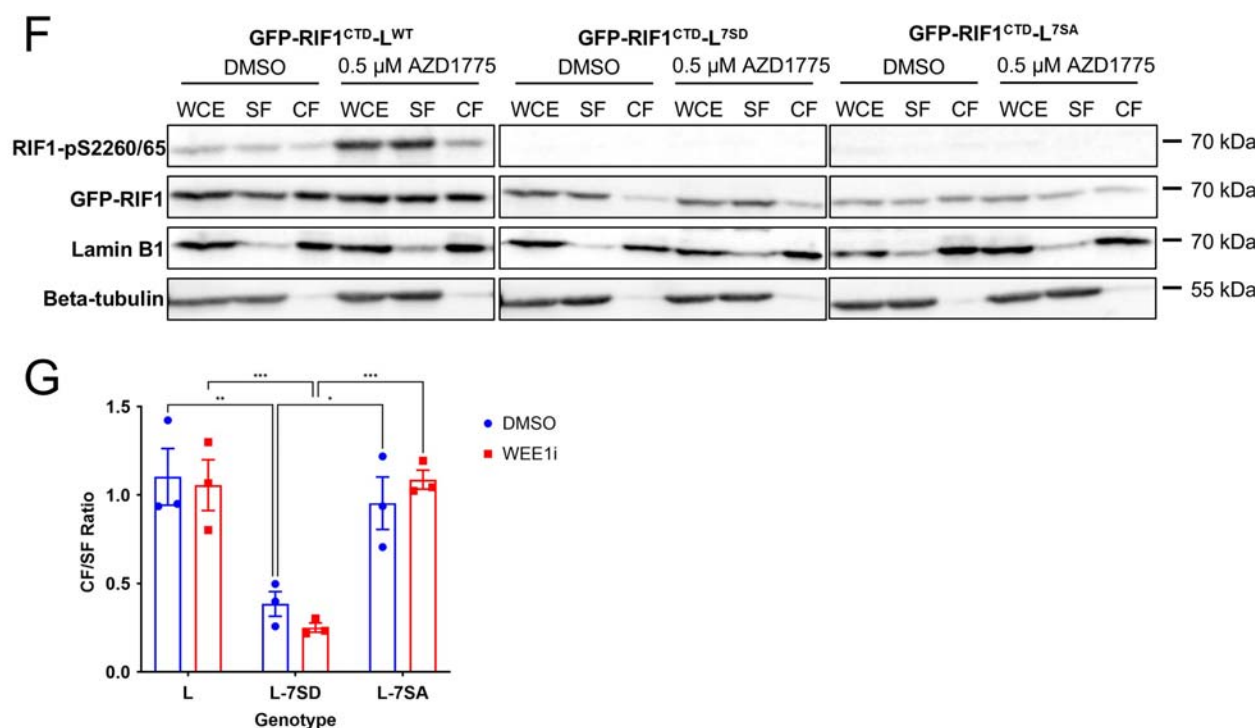 F
GFP-RIF1CTD-LWT GFP-RIF1CTD-L7SD GFP-RIF1CTD-L7SA
DMSO 0.5 µM AZD1775 DMSO 0.5 µM AZD1775 DMSO 0.5 µM AZD1775
WCE SF CF WCE SF CF WCE SF CF WCE SF CF WCE SF CF WCE SF CF
RIF1-pS2260/65 70 kDa
GFP-RIF1 70 kDa
Lamin B1 70 kDa
Beta-tubulin 55 kDa
G
*** ***
** *
1.5
DMSO
WEE1i
1.0
CF/SF Ratio
0.5
0.0
L L-7SD L-7SA
Genotype